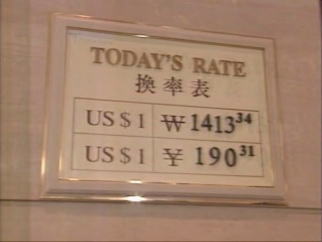 TODAY'S RATE
換率表
US $ 1 ₩ 1413³⁴
US $ 1 ¥ 190³¹